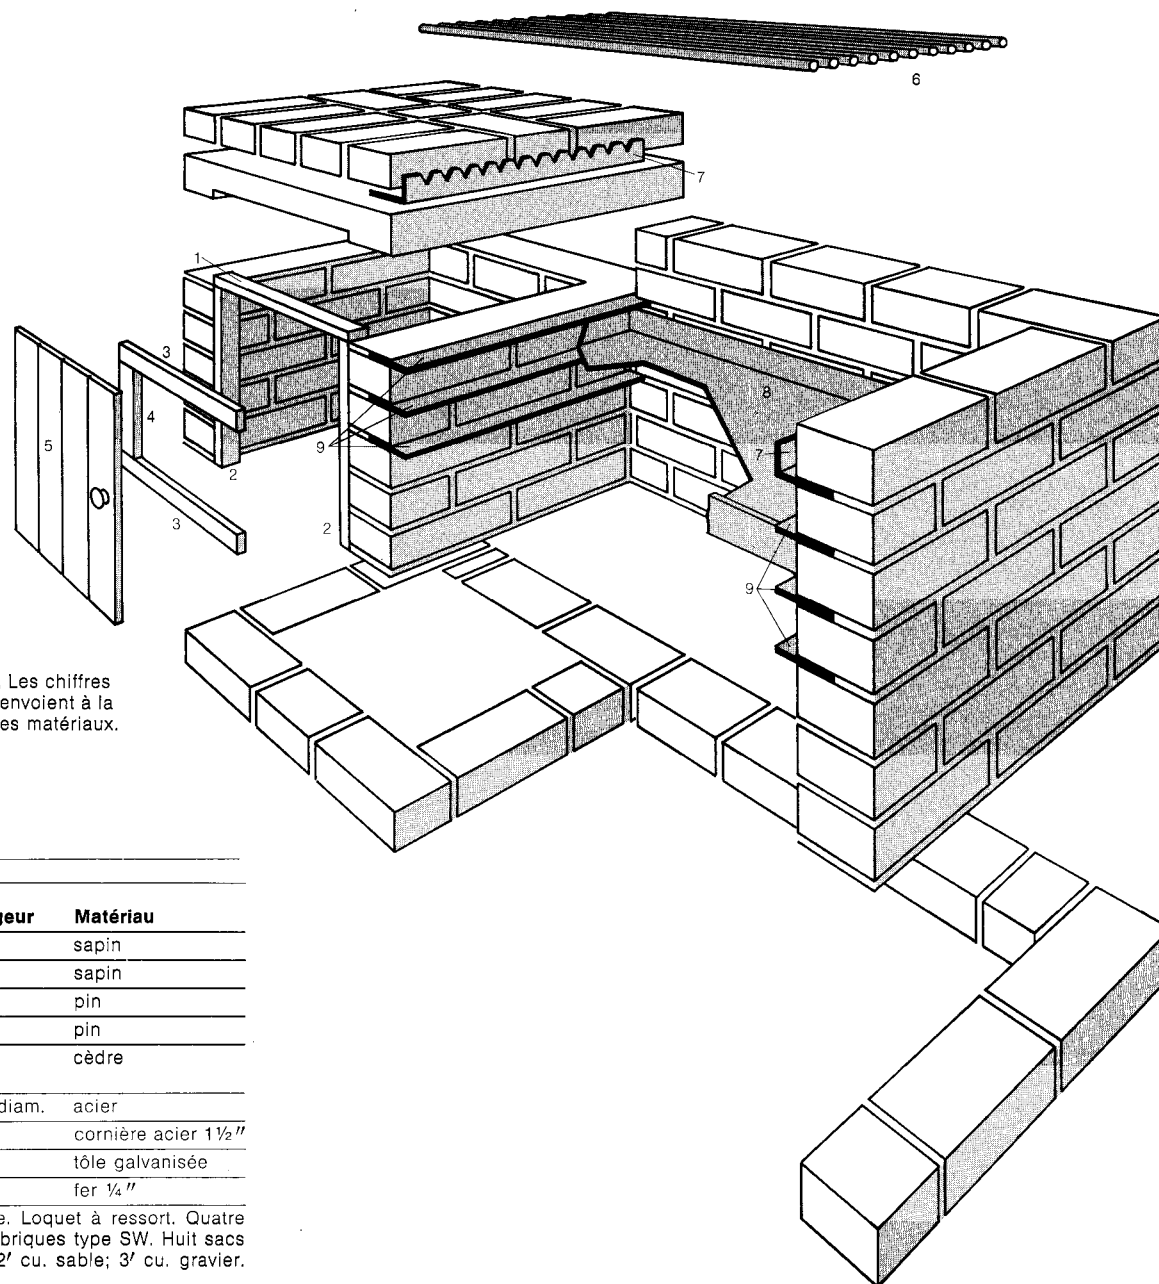 6
7
1
3
8
4
7
5
9
2
3
2
9
. Les chiffres
envoient à la
es matériaux.
geur Matériau
sapin
sapin
pin
pin
cèdre
diam. acier
cornière acier 1½″
tôle galvanisée
fer ¼″
e. Loquet à ressort. Quatre
briques type SW. Huit sacs
2′ cu. sable; 3′ cu. gravier.